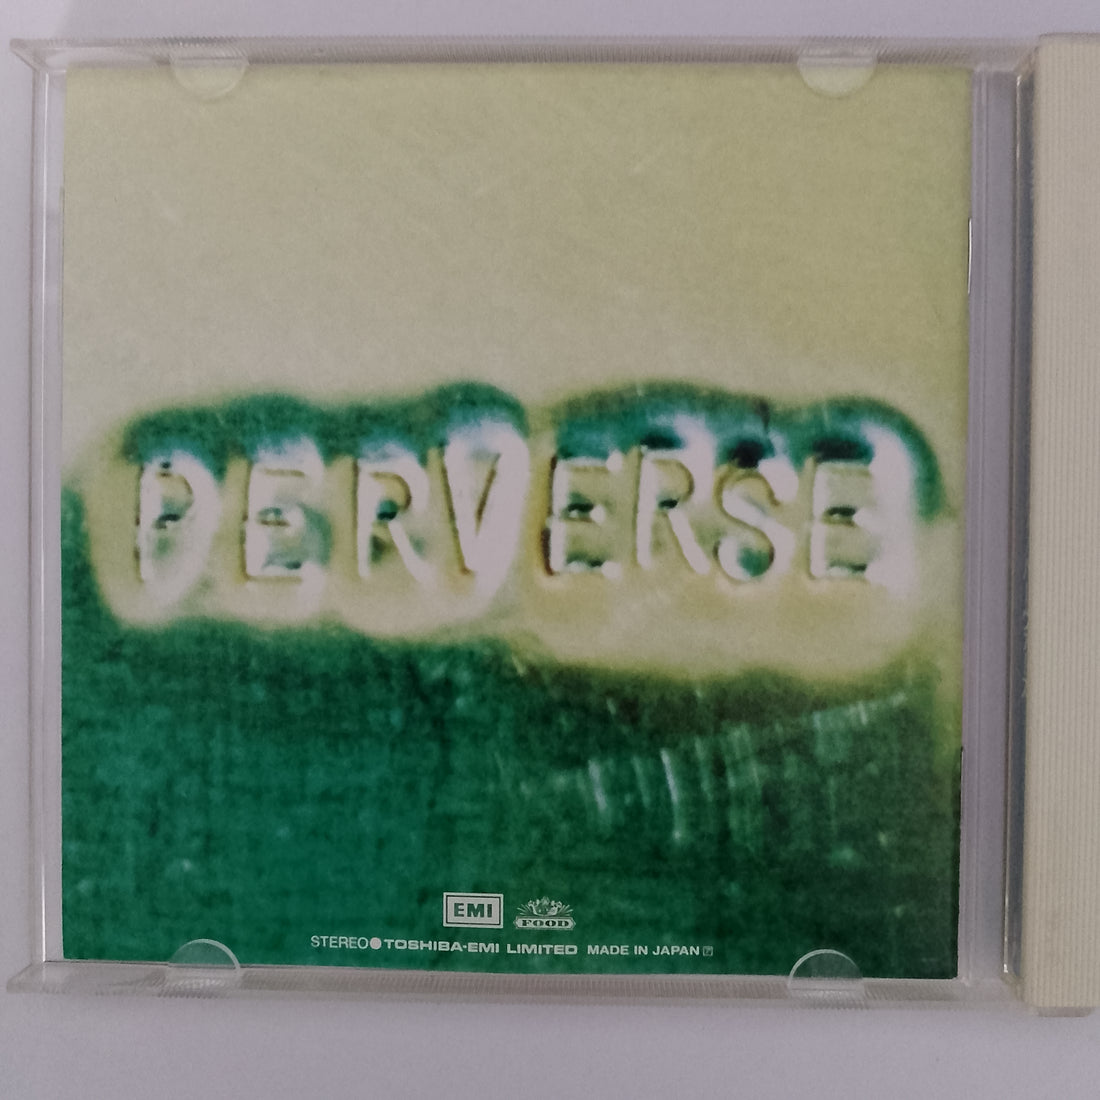 PERVERSE
EMI FOOD
STEREO●TOSHIBA-EMI LIMITED MADE IN JAPAN